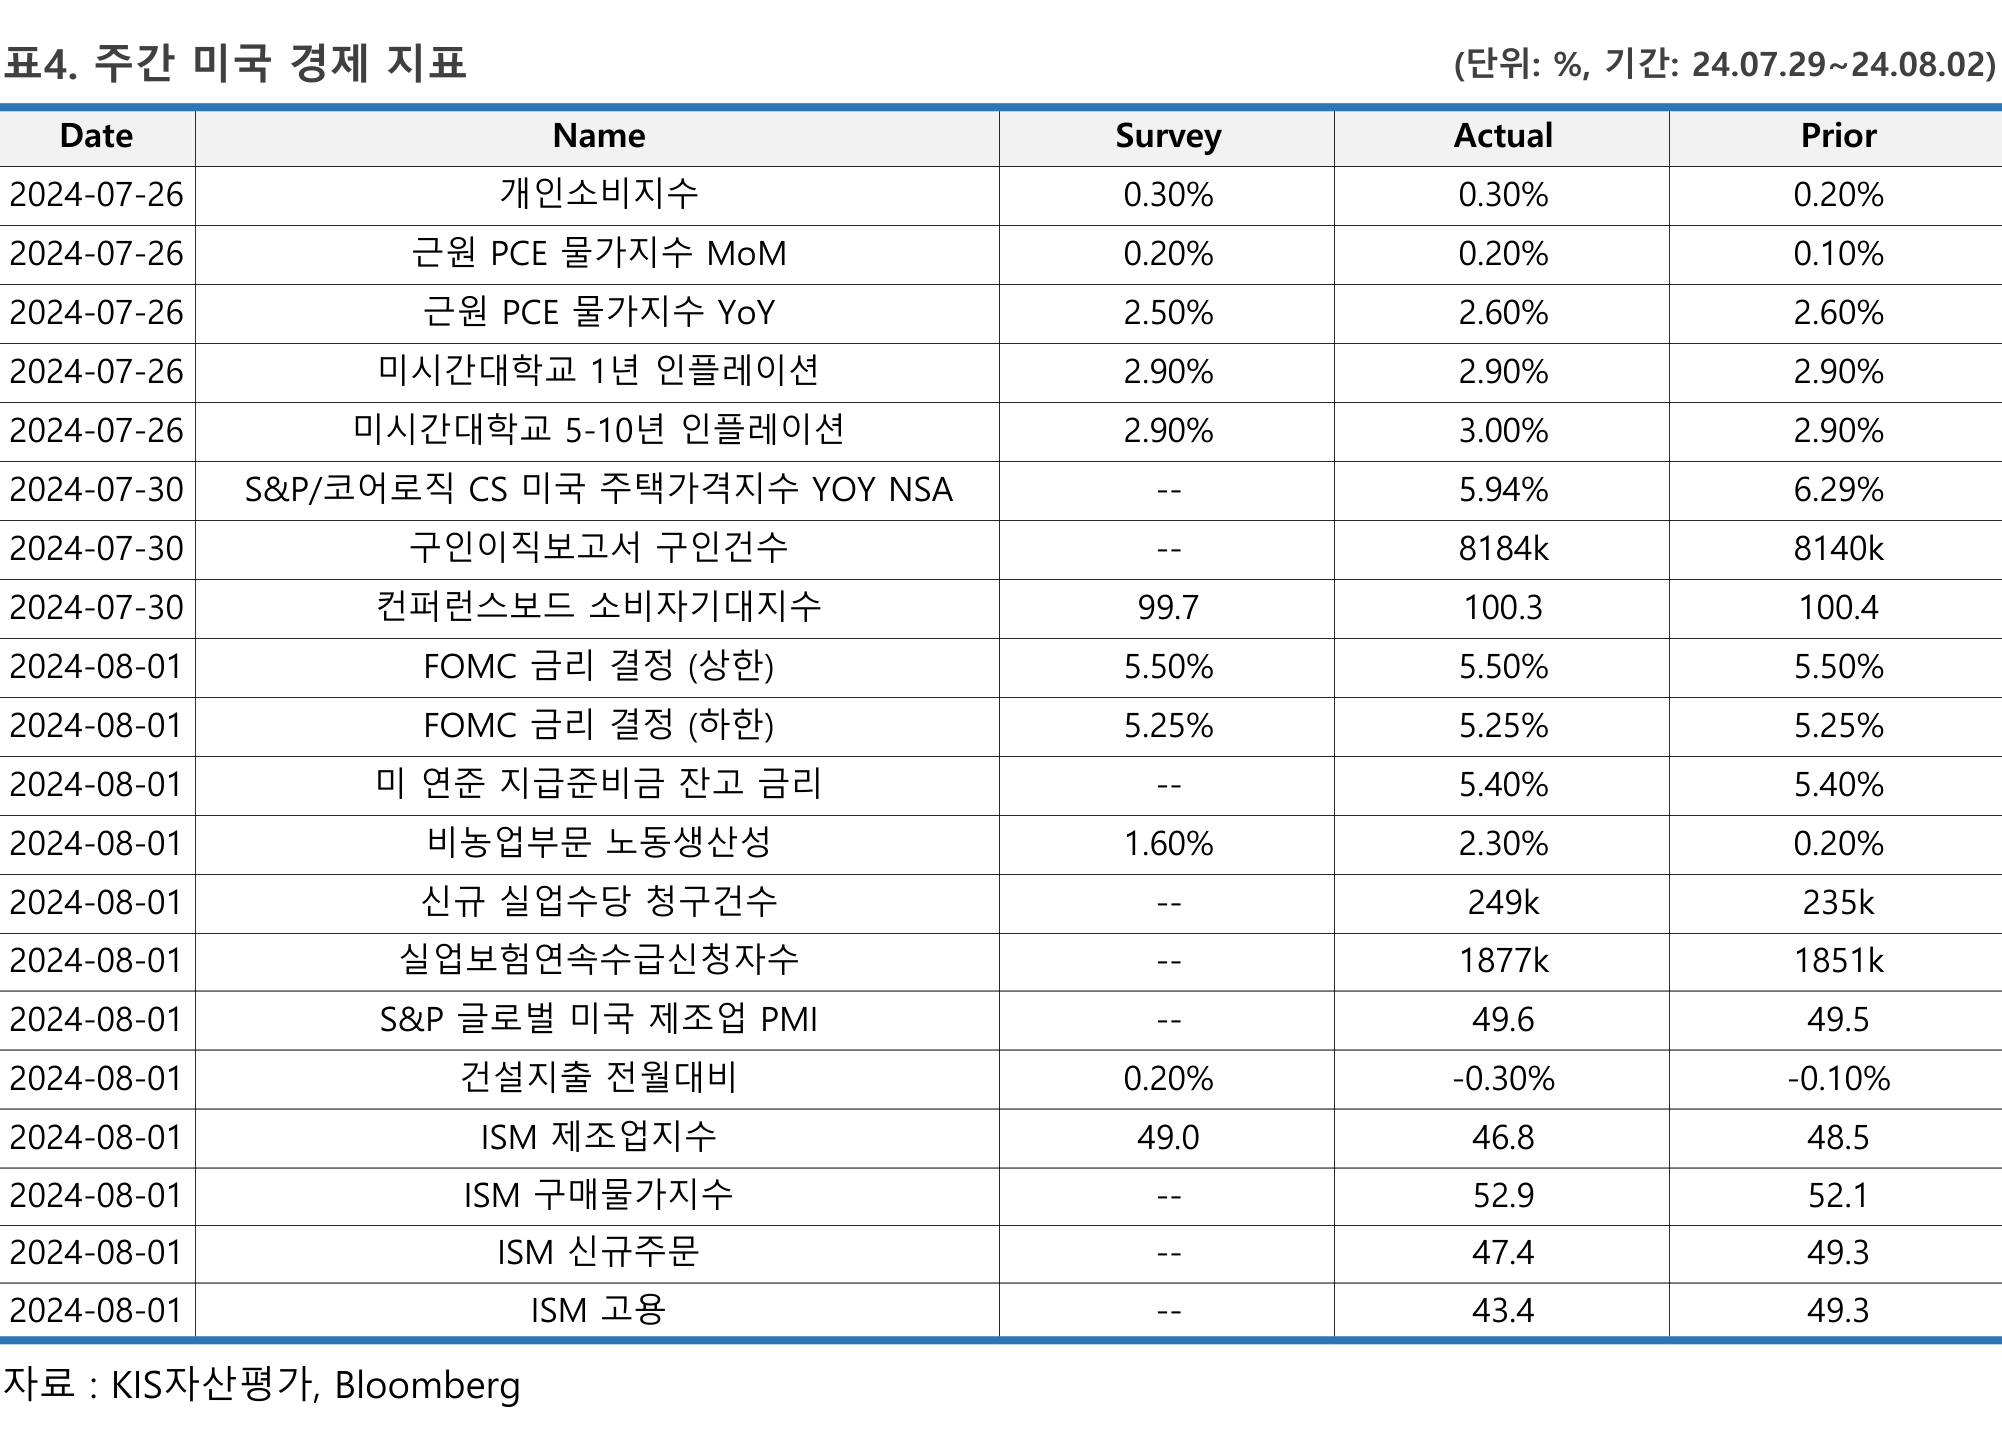 표4. 주간 미국 경제 지표 (단위: %, 기간: 24.07.29~24.08.02)
Date Name Survey Actual Prior
2024-07-26 개인소비지수 0.30% 0.30% 0.20%
2024-07-26 근원 PCE 물가지수 MoM 0.20% 0.20% 0.10%
2024-07-26 근원 PCE 물가지수 YoY 2.50% 2.60% 2.60%
2024-07-26 미시간대학교 1년 인플레이션 2.90% 2.90% 2.90%
2024-07-26 미시간대학교 5-10년 인플레이션 2.90% 3.00% 2.90%
2024-07-30 S&P/코어로직 CS 미국 주택가격지수 YOY NSA -- 5.94% 6.29%
2024-07-30 구인이직보고서 구인건수 -- 8184k 8140k
2024-07-30 컨퍼런스보드 소비자기대지수 99.7 100.3 100.4
2024-08-01 FOMC 금리 결정 (상한) 5.50% 5.50% 5.50%
2024-08-01 FOMC 금리 결정 (하한) 5.25% 5.25% 5.25%
2024-08-01 미 연준 지급준비금 잔고 금리 -- 5.40% 5.40%
2024-08-01 비농업부문 노동생산성 1.60% 2.30% 0.20%
2024-08-01 신규 실업수당 청구건수 -- 249k 235k
2024-08-01 실업보험연속수급신청자수 -- 1877k 1851k
2024-08-01 S&P 글로벌 미국 제조업 PMI -- 49.6 49.5
2024-08-01 건설지출 전월대비 0.20% -0.30% -0.10%
2024-08-01 ISM 제조업지수 49.0 46.8 48.5
2024-08-01 ISM 구매물가지수 -- 52.9 52.1
2024-08-01 ISM 신규주문 -- 47.4 49.3
2024-08-01 ISM 고용 -- 43.4 49.3
자료 : KIS자산평가, Bloomberg